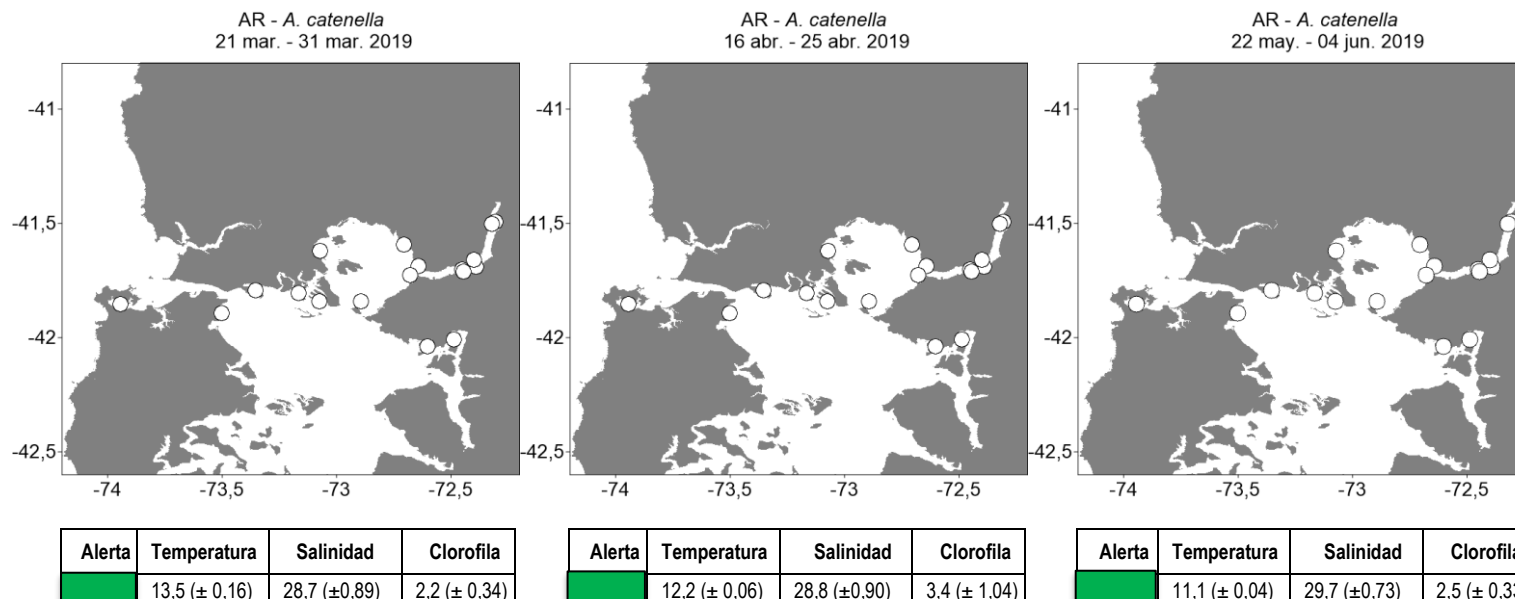 AR - A. catenella
21 mar. - 31 mar. 2019
-41
-41,5
-42
-42,5
-74
-73,5
-73
-72,5
Alerta Temperatura Salinidad Clorofila
13,5 (± 0,16) 28,7 (±0,89) 2,2 (± 0,34)
AR - A. catenella
16 abr. - 25 abr. 2019
-41
-41,5
-42
-42,5
-74
-73,5
-73
-72,5
Alerta Temperatura Salinidad Clorofila
12,2 (± 0,06) 28,8 (±0,90) 3,4 (± 1,04)
AR - A. catenella
22 may. - 04 jun. 2019
-41
-41,5
-42
-42,5
-74
-73,5
-73
-72,5
Alerta Temperatura Salinidad Clorofila
11,1 (± 0,04) 29,7 (±0,73) 2,5 (± 0,33